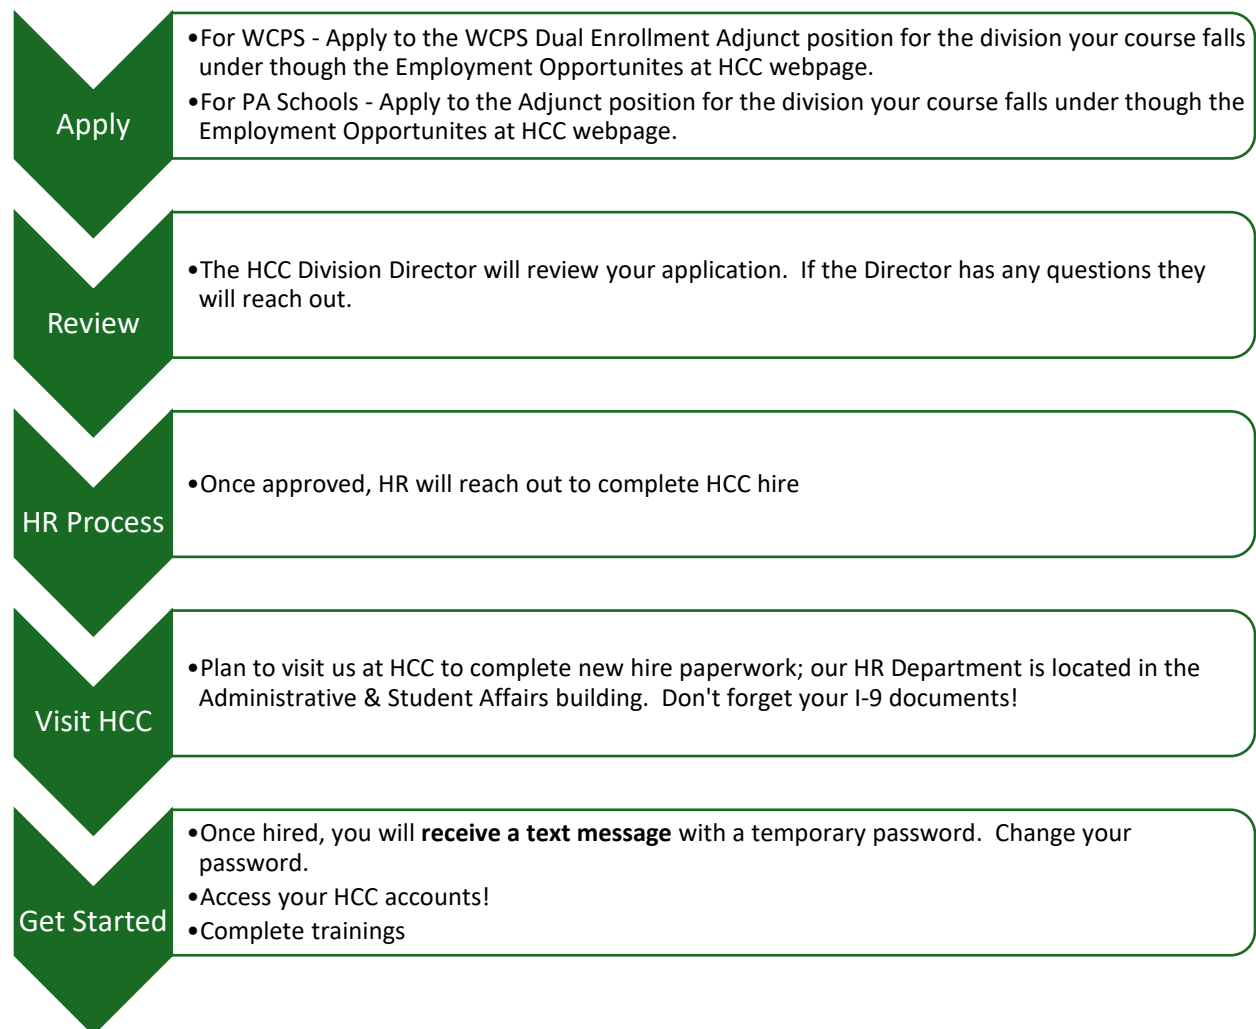 Apply
•For WCPS - Apply to the WCPS Dual Enrollment Adjunct position for the division your course falls
under though the Employment Opportunites at HCC webpage.
•For PA Schools - Apply to the Adjunct position for the division your course falls under though the
Employment Opportunites at HCC webpage.
Review
•The HCC Division Director will review your application.  If the Director has any questions they
will reach out.
HR Process
•Once approved, HR will reach out to complete HCC hire
Visit HCC
•Plan to visit us at HCC to complete new hire paperwork; our HR Department is located in the
Administrative & Student Affairs building.  Don't forget your I-9 documents!
Get Started
•Once hired, you will receive a text message with a temporary password.  Change your
password.
•Access your HCC accounts!
•Complete trainings